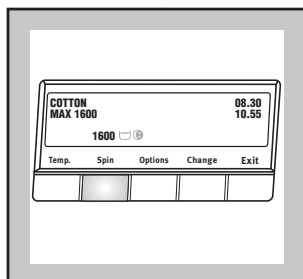 COTTON 08.30
MAX 1600 10.55
1600
Temp. Spin Options Change Exit